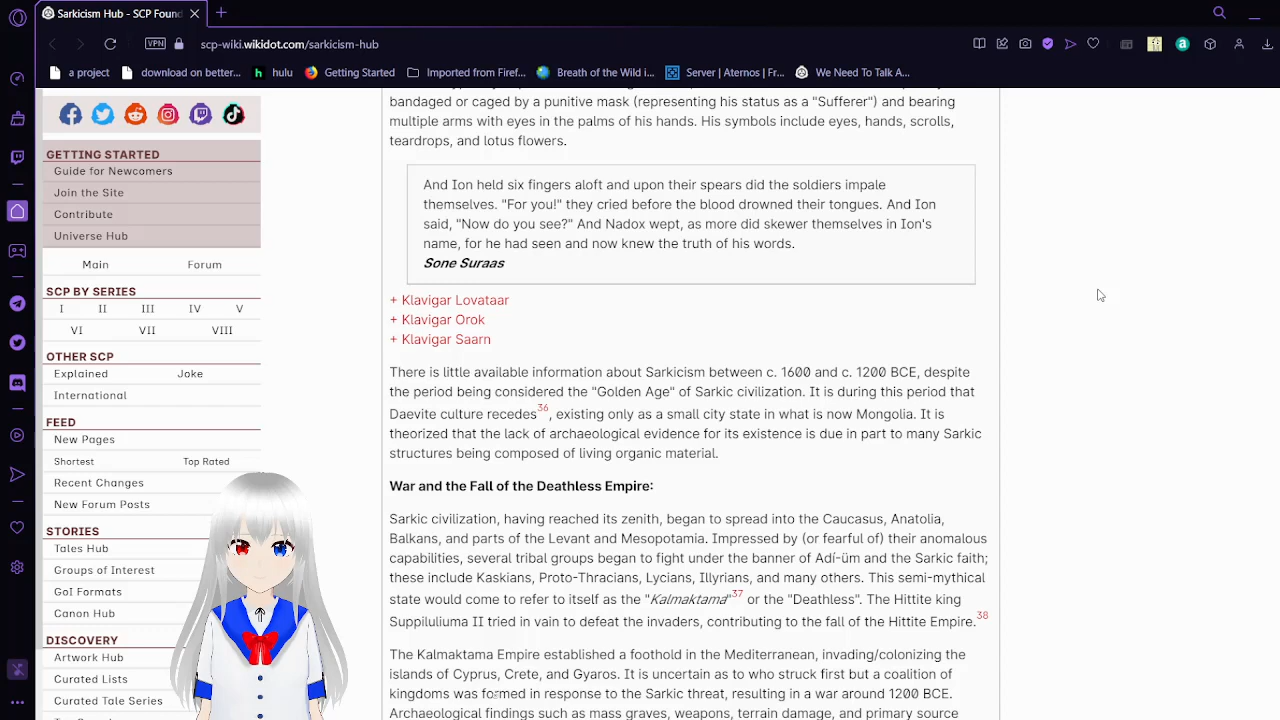 Sarkicism Hub - SCP Found
VPN
scp-wiki.wikidot.com/sarkicism-hub
a project
download on better...
hulu
Getting Started
Imported from Firef...
Breath of the Wild i...
Server | Aternos | Fr...
We Need To Talk A...
GETTING STARTED
Guide for Newcomers
Join the Site
Contribute
Universe Hub
Main Forum
SCP BY SERIES
I II III IV V
VI VII VIII
OTHER SCP
Explained Joke
International
FEED
New Pages
Shortest Top Rated
Recent Changes
New Forum Posts
STORIES
Tales Hub
Groups of Interest
GoI Formats
Canon Hub
DISCOVERY
Artwork Hub
Curated Lists
Curated Tale Series
bandaged or caged by a punitive mask (representing his status as a "Sufferer") and bearing
multiple arms with eyes in the palms of his hands. His symbols include eyes, hands, scrolls,
teardrops, and lotus flowers.
And Ion held six fingers aloft and upon their spears did the soldiers impale
themselves. "For you!" they cried before the blood drowned their tongues. And Ion
said, "Now do you see?" And Nadox wept, as more did skewer themselves in Ion's
name, for he had seen and now knew the truth of his words.
Sone Suraas
+ Klavigar Lovataar
+ Klavigar Orok
+ Klavigar Saarn
There is little available information about Sarkicism between c. 1600 and c. 1200 BCE, despite
the period being considered the "Golden Age" of Sarkic civilization. It is during this period that
Daevite culture recedes36, existing only as a small city state in what is now Mongolia. It is
theorized that the lack of archaeological evidence for its existence is due in part to many Sarkic
structures being composed of living organic material.
War and the Fall of the Deathless Empire:
Sarkic civilization, having reached its zenith, began to spread into the Caucasus, Anatolia,
Balkans, and parts of the Levant and Mesopotamia. Impressed by (or fearful of) their anomalous
capabilities, several tribal groups began to fight under the banner of Adí-üm and the Sarkic faith;
these include Kaskians, Proto-Thracians, Lycians, Illyrians, and many others. This semi-mythical
state would come to refer to itself as the "Kalmaktama"37 or the "Deathless". The Hittite king
Suppiluliuma II tried in vain to defeat the invaders, contributing to the fall of the Hittite Empire.38
The Kalmaktama Empire established a foothold in the Mediterranean, invading/colonizing the
islands of Cyprus, Crete, and Gyaros. It is uncertain as to who struck first but a coalition of
kingdoms was formed in response to the Sarkic threat, resulting in a war around 1200 BCE.
Archaeological findings such as mass graves, weapons, terrain damage, and primary source